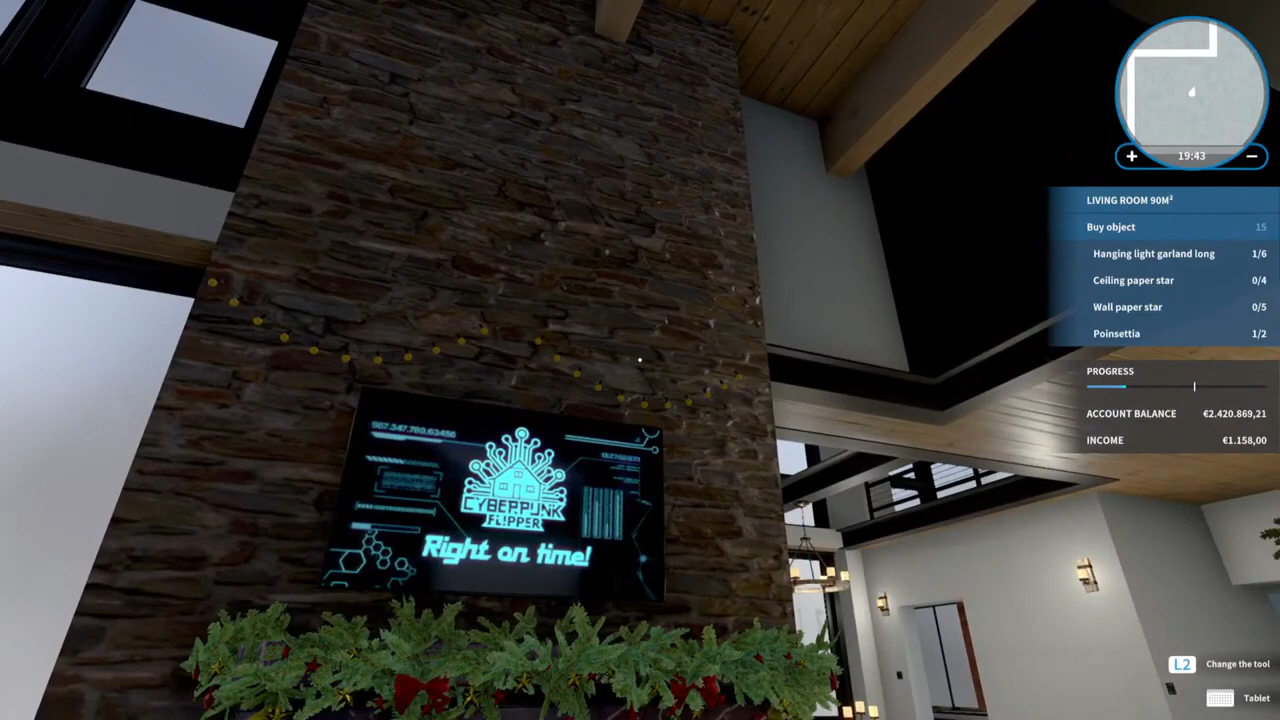 19:43
LIVING ROOM 90M²
Buy object 15
Hanging light garland long 1/6
Ceiling paper star 0/4
Wall paper star 0/5
Poinsettia 1/2
PROGRESS
ACCOUNT BALANCE €2.420.869,21
INCOME €1.158,00
CYBERPUNK
FLIPPER
Right on time!
L2 Change the tool
Tablet